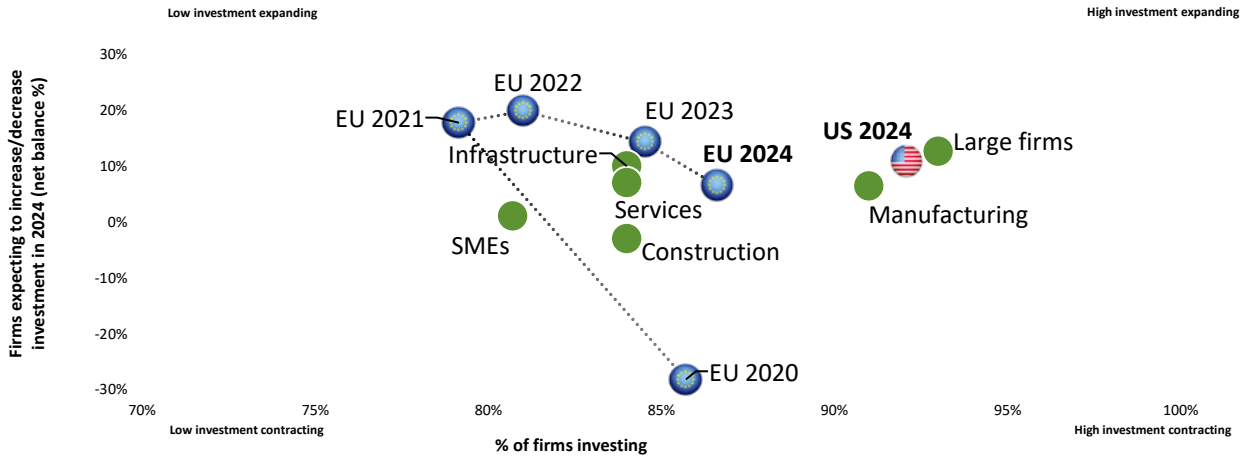 Low investment expanding
High investment expanding
Firms expecting to increase/decrease
investment in 2024 (net balance %)
30%
20%
10%
0%
-10%
-20%
-30%
EU 2022
EU 2021
EU 2023
Infrastructure
EU 2024
US 2024
Large firms
Services
Manufacturing
SMEs
Construction
EU 2020
70%
75%
80%
85%
90%
95%
100%
Low investment contracting
High investment contracting
% of firms investing